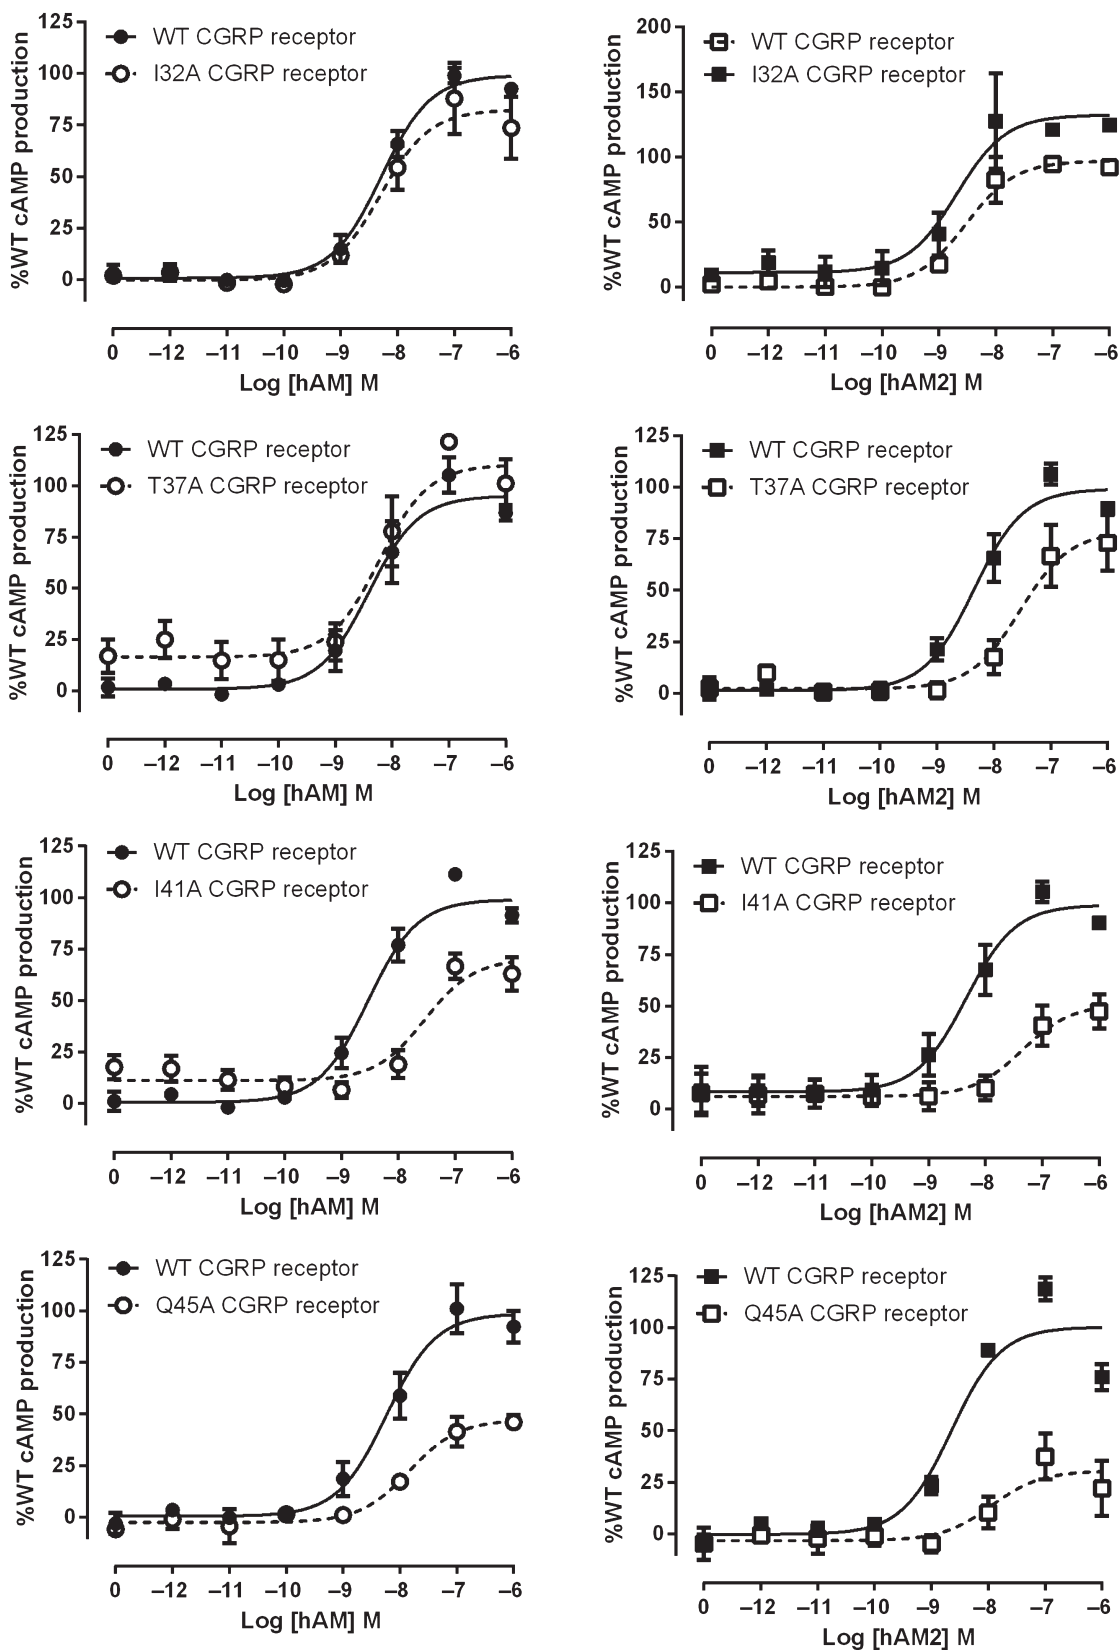 %WT cAMP production
125
100
75
50
25
0
WT CGRP receptor
I32A CGRP receptor
0 –12 –11 –10 –9 –8 –7 –6
Log [hAM] M
%WT cAMP production
200
150
100
50
0
WT CGRP receptor
I32A CGRP receptor
0 –12 –11 –10 –9 –8 –7 –6
Log [hAM2] M
%WT cAMP production
125
100
75
50
25
0
WT CGRP receptor
T37A CGRP receptor
0 –12 –11 –10 –9 –8 –7 –6
Log [hAM] M
%WT cAMP production
125
100
75
50
25
0
WT CGRP receptor
T37A CGRP receptor
0 –12 –11 –10 –9 –8 –7 –6
Log [hAM2] M
%WT cAMP production
125
100
75
50
25
0
WT CGRP receptor
I41A CGRP receptor
0 –12 –11 –10 –9 –8 –7 –6
Log [hAM] M
%WT cAMP production
125
100
75
50
25
0
WT CGRP receptor
I41A CGRP receptor
0 –12 –11 –10 –9 –8 –7 –6
Log [hAM2] M
%WT cAMP production
125
100
75
50
25
0
WT CGRP receptor
Q45A CGRP receptor
0 –12 –11 –10 –9 –8 –7 –6
Log [hAM] M
%WT cAMP production
125
100
75
50
25
0
WT CGRP receptor
Q45A CGRP receptor
0 –12 –11 –10 –9 –8 –7 –6
Log [hAM2] M